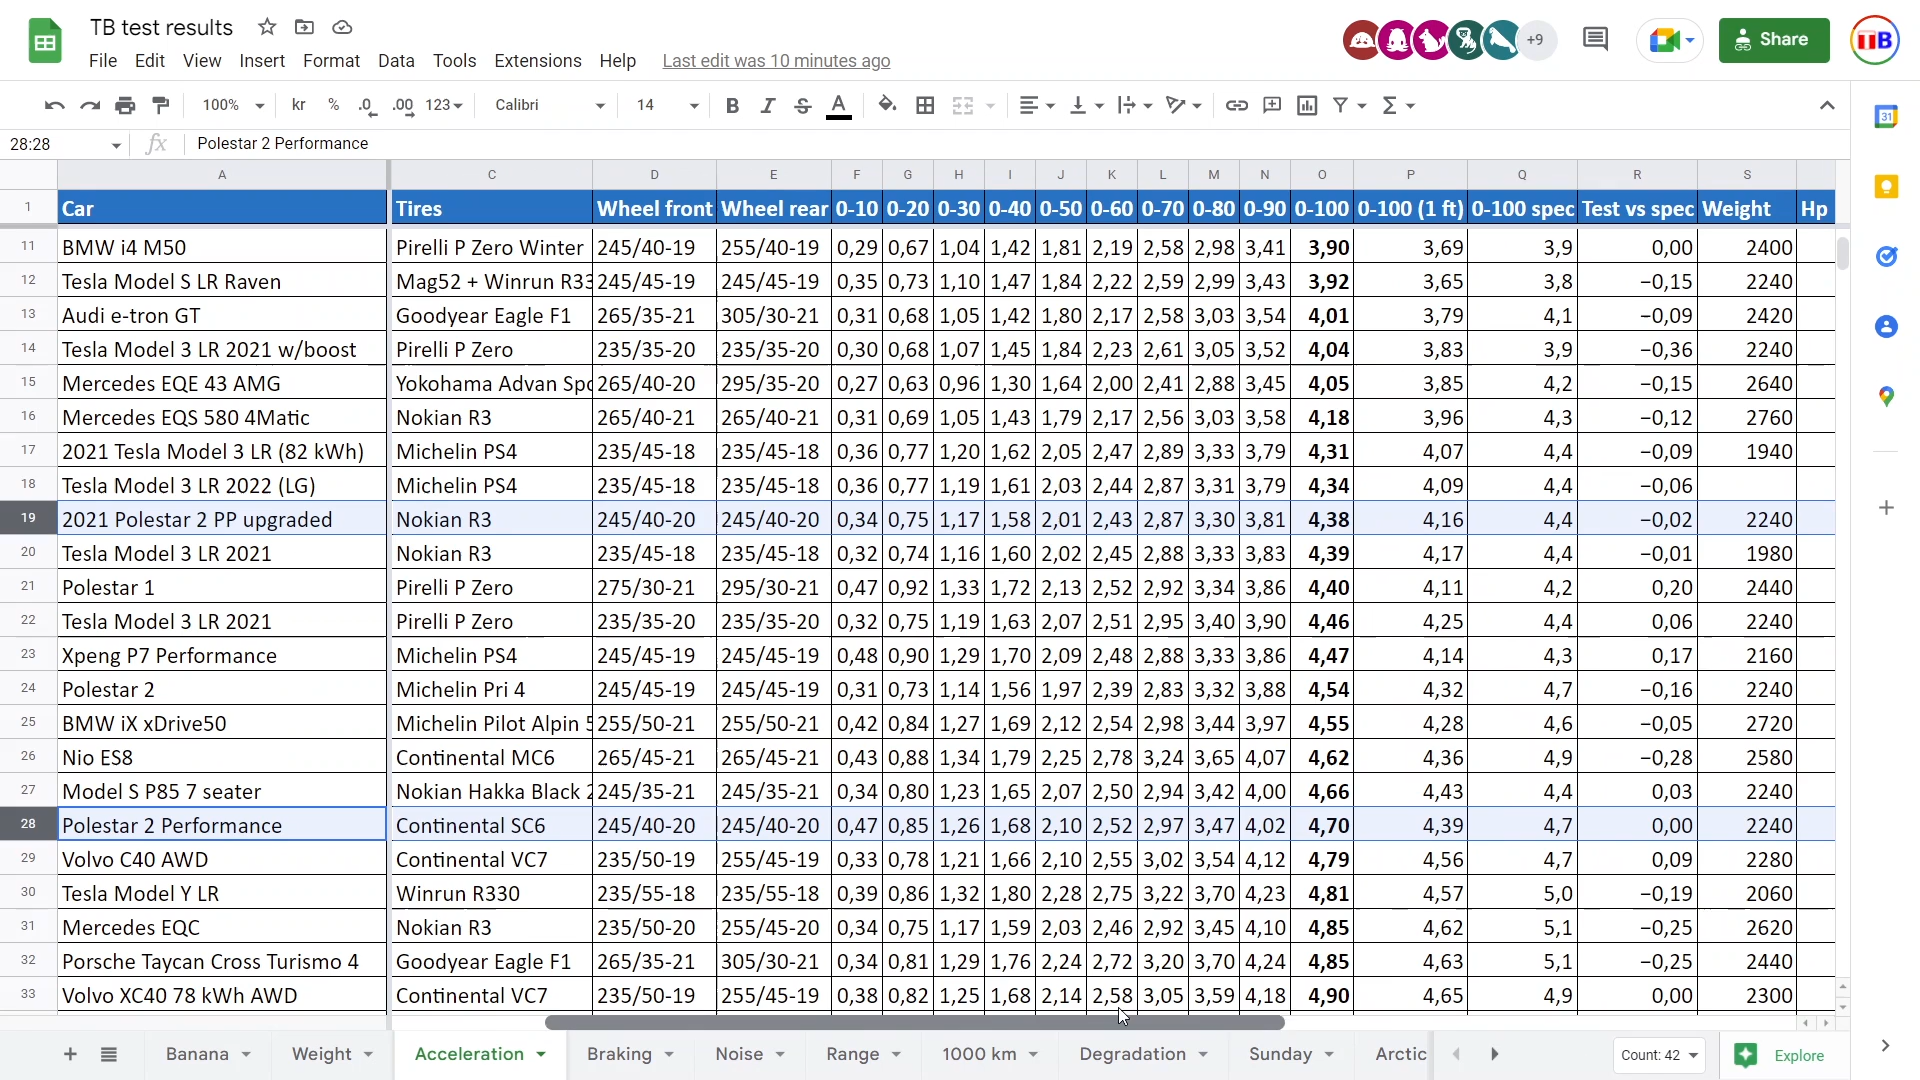 TB test results
+9
Share
File Edit View Insert Format Data Tools Extensions Help Last edit was 10 minutes ago
100% kr % .0 .00 123 Calibri 14 B I S A
28:28 fx Polestar 2 Performance
A C D E F G H I J K L M N O P Q R S
1 Car Tires Wheel front Wheel rear 0-10 0-20 0-30 0-40 0-50 0-60 0-70 0-80 0-90 0-100 0-100 (1 ft) 0-100 spec Test vs spec Weight Hp
11 BMW i4 M50 Pirelli P Zero Winter 245/40-19 255/40-19 0,29 0,67 1,04 1,42 1,81 2,19 2,58 2,98 3,41 3,90 3,69 3,9 0,00 2400
12 Tesla Model S LR Raven Mag52 + Winrun R33 245/45-19 245/45-19 0,35 0,73 1,10 1,47 1,84 2,22 2,59 2,99 3,43 3,92 3,65 3,8 −0,15 2240
13 Audi e-tron GT Goodyear Eagle F1 265/35-21 305/30-21 0,31 0,68 1,05 1,42 1,80 2,17 2,58 3,03 3,54 4,01 3,79 4,1 −0,09 2420
14 Tesla Model 3 LR 2021 w/boost Pirelli P Zero 235/35-20 235/35-20 0,30 0,68 1,07 1,45 1,84 2,23 2,61 3,05 3,52 4,04 3,83 3,9 −0,36 2240
15 Mercedes EQE 43 AMG Yokohama Advan Spo 265/40-20 295/35-20 0,27 0,63 0,96 1,30 1,64 2,00 2,41 2,88 3,45 4,05 3,85 4,2 −0,15 2640
16 Mercedes EQS 580 4Matic Nokian R3 265/40-21 265/40-21 0,31 0,69 1,05 1,43 1,79 2,17 2,56 3,03 3,58 4,18 3,96 4,3 −0,12 2760
17 2021 Tesla Model 3 LR (82 kWh) Michelin PS4 235/45-18 235/45-18 0,36 0,77 1,20 1,62 2,05 2,47 2,89 3,33 3,79 4,31 4,07 4,4 −0,09 1940
18 Tesla Model 3 LR 2022 (LG) Michelin PS4 235/45-18 235/45-18 0,36 0,77 1,19 1,61 2,03 2,44 2,87 3,31 3,79 4,34 4,09 4,4 −0,06
19 2021 Polestar 2 PP upgraded Nokian R3 245/40-20 245/40-20 0,34 0,75 1,17 1,58 2,01 2,43 2,87 3,30 3,81 4,38 4,16 4,4 −0,02 2240
20 Tesla Model 3 LR 2021 Nokian R3 235/45-18 235/45-18 0,32 0,74 1,16 1,60 2,02 2,45 2,88 3,33 3,83 4,39 4,17 4,4 −0,01 1980
21 Polestar 1 Pirelli P Zero 275/30-21 295/30-21 0,47 0,92 1,33 1,72 2,13 2,52 2,92 3,34 3,86 4,40 4,11 4,2 0,20 2440
22 Tesla Model 3 LR 2021 Pirelli P Zero 235/35-20 235/35-20 0,32 0,75 1,19 1,63 2,07 2,51 2,95 3,40 3,90 4,46 4,25 4,4 0,06 2240
23 Xpeng P7 Performance Michelin PS4 245/45-19 245/45-19 0,48 0,90 1,29 1,70 2,09 2,48 2,88 3,33 3,86 4,47 4,14 4,3 0,17 2160
24 Polestar 2 Michelin Pri 4 245/45-19 245/45-19 0,31 0,73 1,14 1,56 1,97 2,39 2,83 3,32 3,88 4,54 4,32 4,7 −0,16 2240
25 BMW iX xDrive50 Michelin Pilot Alpin 5 255/50-21 255/50-21 0,42 0,84 1,27 1,69 2,12 2,54 2,98 3,44 3,97 4,55 4,28 4,6 −0,05 2720
26 Nio ES8 Continental MC6 265/45-21 265/45-21 0,43 0,88 1,34 1,79 2,25 2,78 3,24 3,65 4,07 4,62 4,36 4,9 −0,28 2580
27 Model S P85 7 seater Nokian Hakka Black 2 245/35-21 245/35-21 0,34 0,80 1,23 1,65 2,07 2,50 2,94 3,42 4,00 4,66 4,43 4,4 0,03 2240
28 Polestar 2 Performance Continental SC6 245/40-20 245/40-20 0,47 0,85 1,26 1,68 2,10 2,52 2,97 3,47 4,02 4,70 4,39 4,7 0,00 2240
29 Volvo C40 AWD Continental VC7 235/50-19 255/45-19 0,33 0,78 1,21 1,66 2,10 2,55 3,02 3,54 4,12 4,79 4,56 4,7 0,09 2280
30 Tesla Model Y LR Winrun R330 235/55-18 235/55-18 0,39 0,86 1,32 1,80 2,28 2,75 3,22 3,70 4,23 4,81 4,57 5,0 −0,19 2060
31 Mercedes EQC Nokian R3 235/50-20 255/45-20 0,34 0,75 1,17 1,59 2,03 2,46 2,92 3,45 4,10 4,85 4,62 5,1 −0,25 2620
32 Porsche Taycan Cross Turismo 4 Goodyear Eagle F1 265/35-21 305/30-21 0,34 0,81 1,29 1,76 2,24 2,72 3,20 3,70 4,24 4,85 4,63 5,1 −0,25 2440
33 Volvo XC40 78 kWh AWD Continental VC7 235/50-19 255/45-19 0,38 0,82 1,25 1,68 2,14 2,58 3,05 3,59 4,18 4,90 4,65 4,9 0,00 2300
Banana Weight Acceleration Braking Noise Range 1000 km Degradation Sunday Arctic Count: 42 Explore